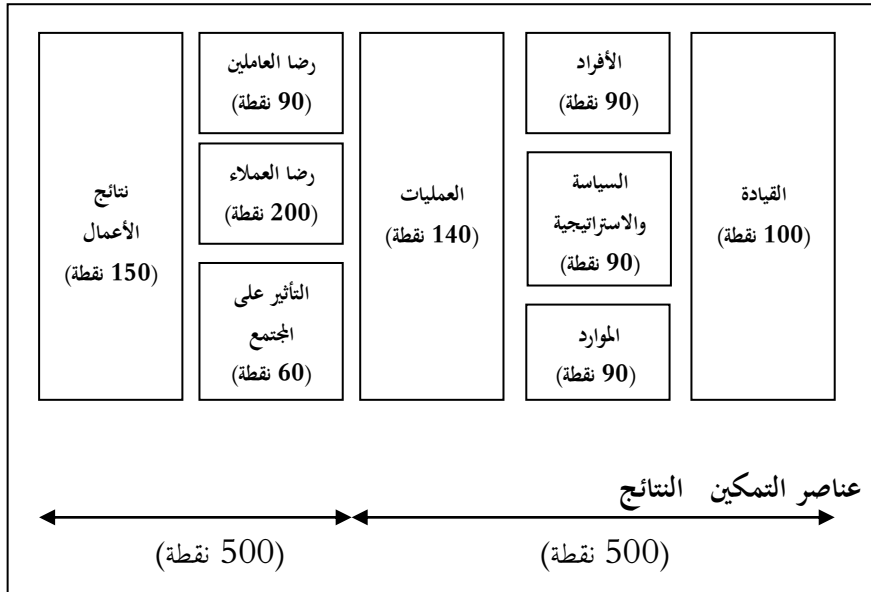 القيادة
(100 نقطة)
الأفراد
(90 نقطة)
السياسة
والاستراتيجية
(90 نقطة)
الموارد
(90 نقطة)
العمليات
(140 نقطة)
رضا العاملين
(90 نقطة)
رضا العملاء
(200 نقطة)
التأثير على
المجتمع
(60 نقطة)
نتائج
الأعمال
(150 نقطة)
عناصر التمكين النتائج
(500 نقطة)
(500 نقطة)